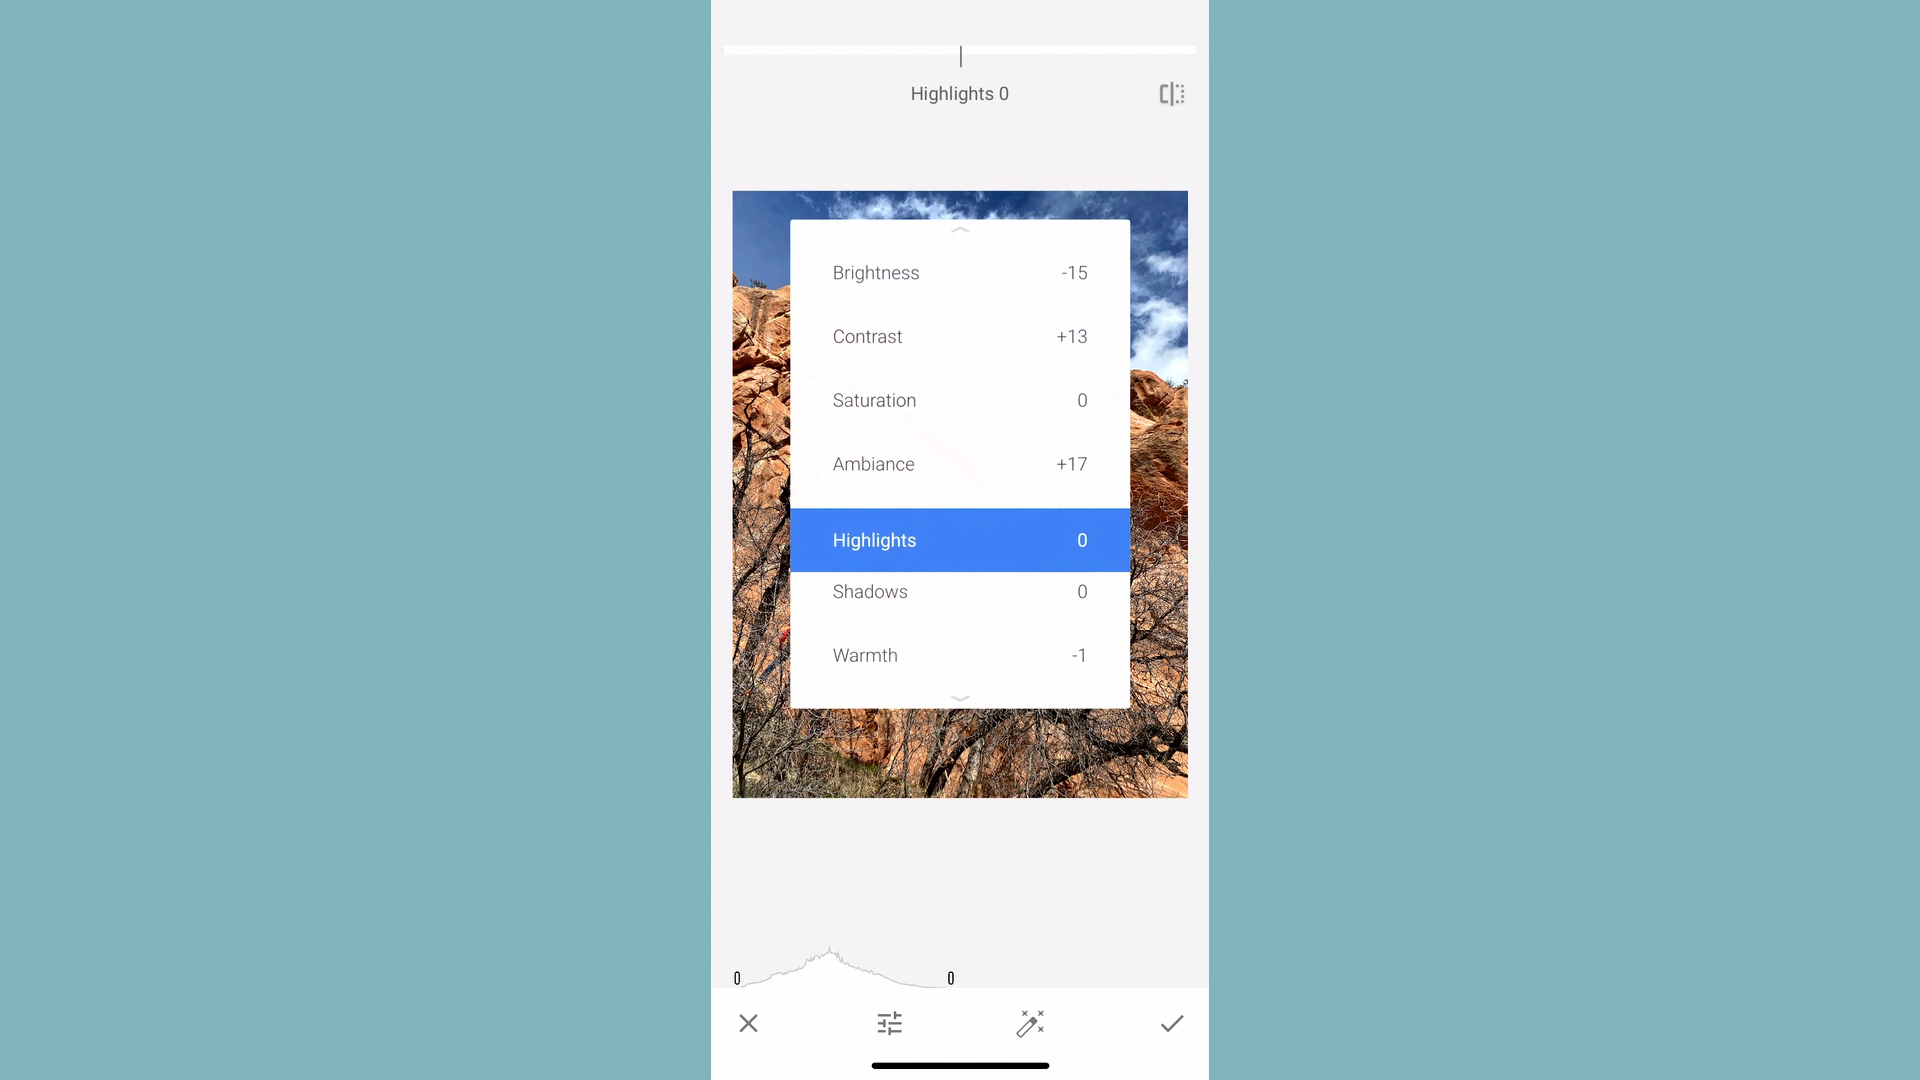 Highlights 0
Brightness -15
Contrast +13
Saturation 0
Ambiance +17
Highlights 0
Shadows 0
Warmth -1
0 0